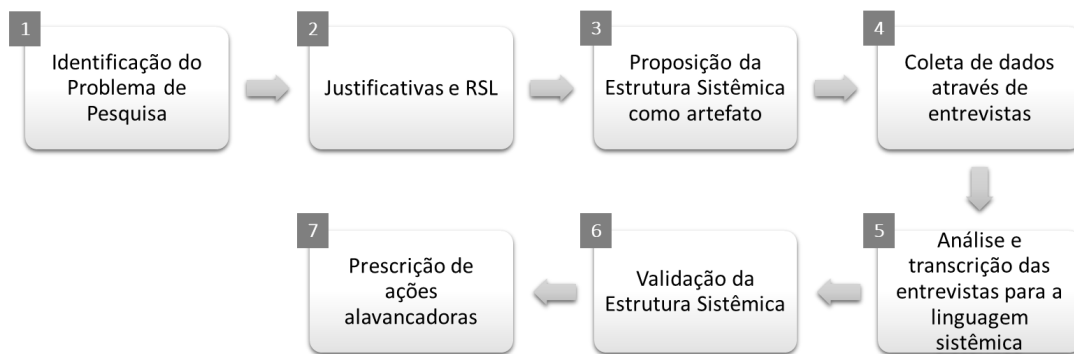 1
Identificação do
Problema de
Pesquisa
2
Justificativas e RSL
3
Proposição da
Estrutura Sistêmica
como artefato
4
Coleta de dados
através de
entrevistas
5
Análise e
transcrição das
entrevistas para a
linguagem
sistêmica
6
Validação da
Estrutura Sistêmica
7
Prescrição de
ações
alavancadoras